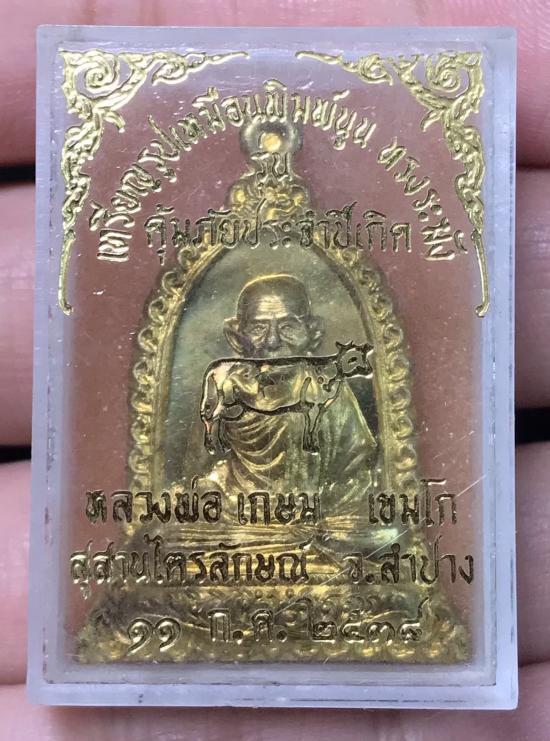 เหรียญรูปเหมือนพิมพ์นูน ทรงระฆัง
รุ่น
คุ้มภัยประจำปีเกิด
หลวงพ่อ เกษม เขมโก
สุสานไตรลักษณ์ จ.ลำปาง
๑๑ ก.ศ. ๒๕๓๘